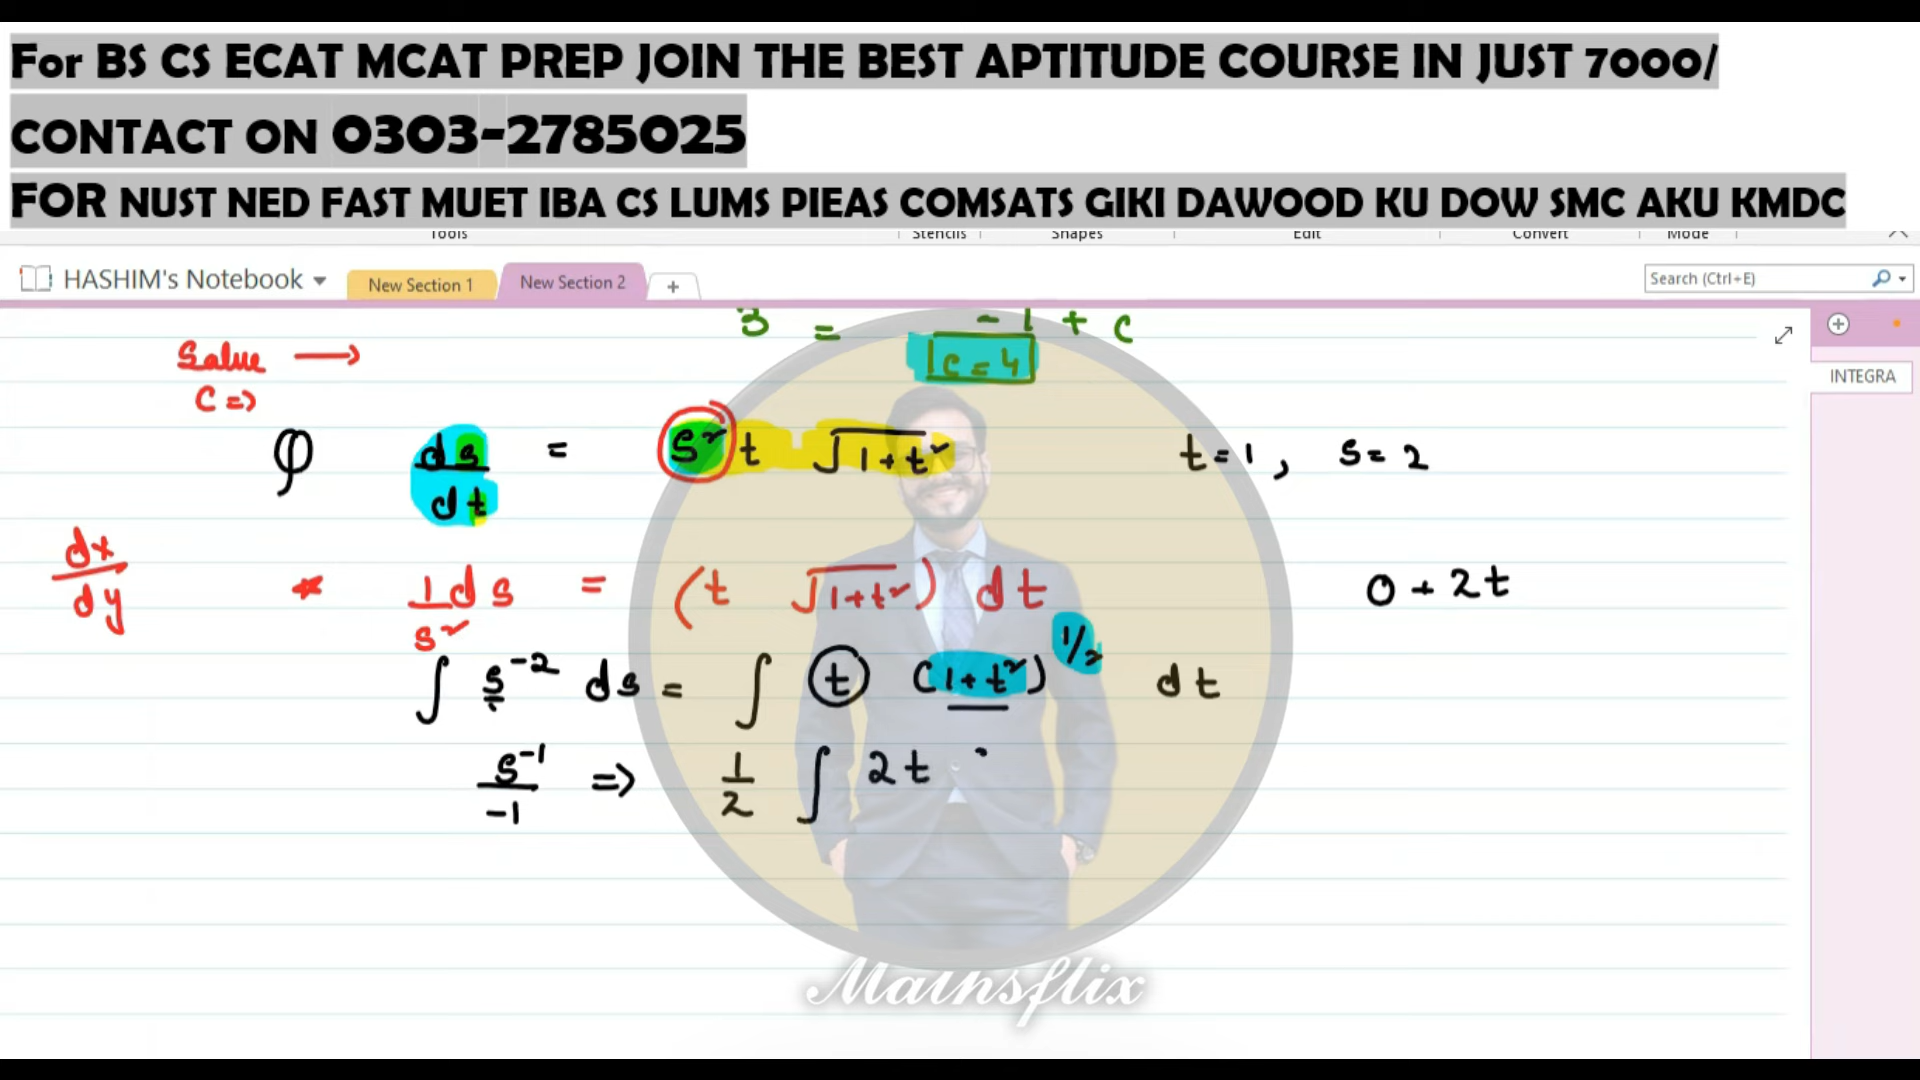 For BS CS ECAT MCAT PREP JOIN THE BEST APTITUDE COURSE IN JUST 7000/
CONTACT ON 0303-2785025
FOR NUST NED FAST MUET IBA CS LUMS PIEAS COMSATS GIKI DAWOOD KU DOW SMC AKU KMDC
Tools Stencils Shapes Edit Convert Mode
HASHIM's Notebook New Section 1 New Section 2 + Search (Ctrl+E)
INTEGRA
3 = -1 + c
c = 4
C =>
ds/dt = s² t √(1+t²) t = 1, s = 2
dx/dy * 1/s² ds = (t √(1+t²)) dt 0 + 2t
∫ s⁻² ds = ∫ t (1+t²)^1/2 dt
s⁻¹/-1 => 1/2 ∫ 2t
Mainsflix